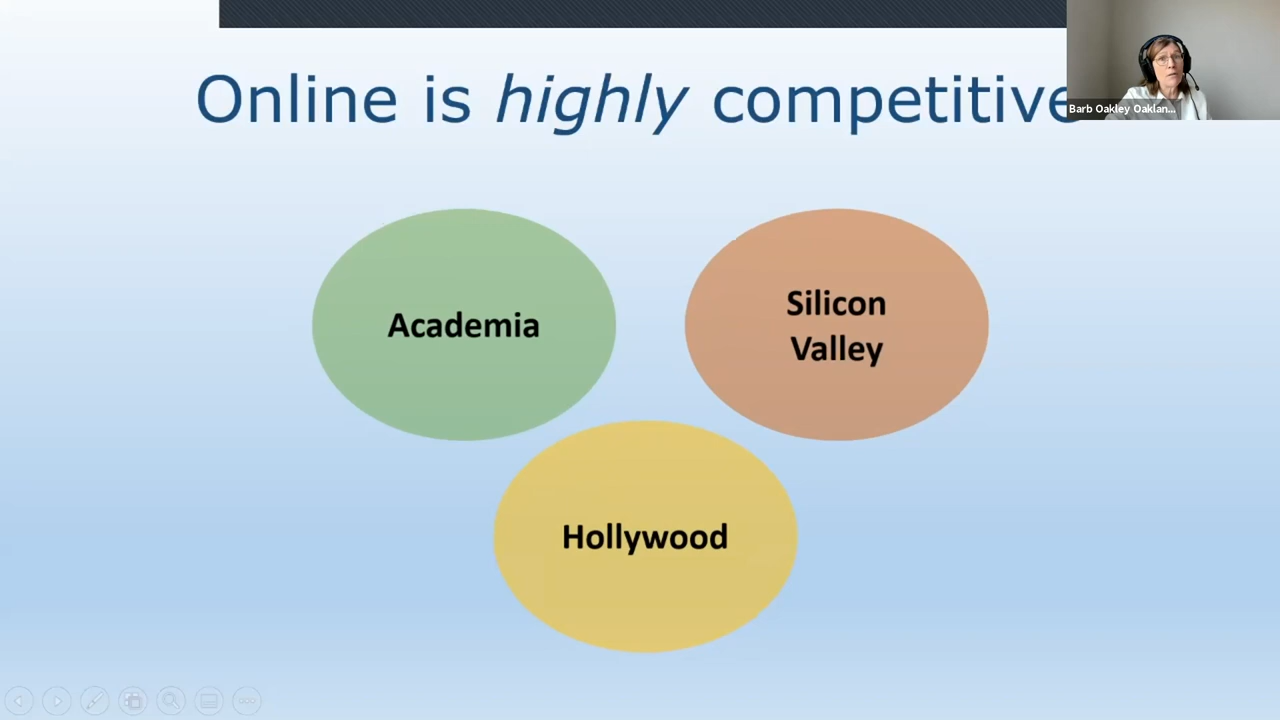 Online is highly competitive
Barb Oakley Oaklan...
Academia
Silicon
Valley
Hollywood